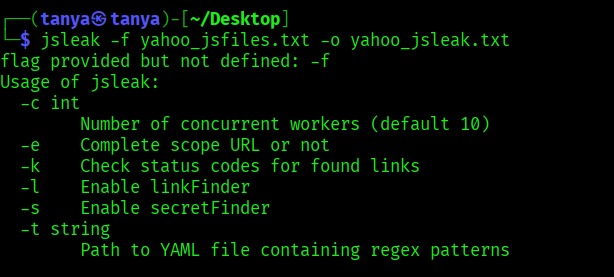 ┌──(tanya㉿tanya)-[~/Desktop]
└─$ jsleak -f yahoo_jsfiles.txt -o yahoo_jsleak.txt
flag provided but not defined: -f
Usage of jsleak:
  -c int
        Number of concurrent workers (default 10)
  -e    Complete scope URL or not
  -k    Check status codes for found links
  -l    Enable linkFinder
  -s    Enable secretFinder
  -t string
        Path to YAML file containing regex patterns